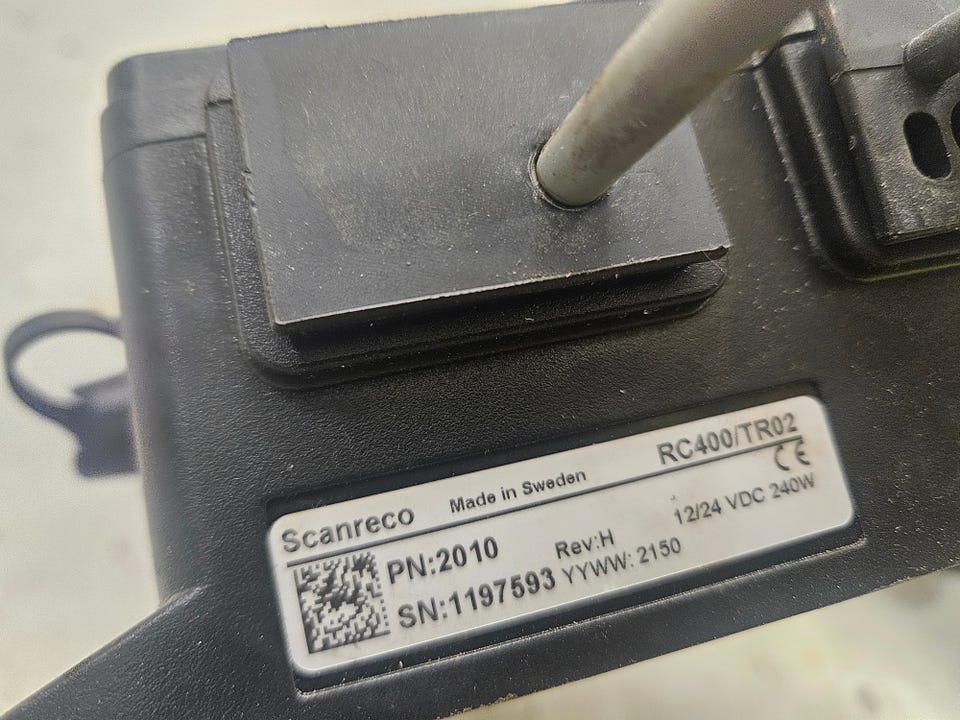 Scanreco Made in Sweden RC400/TR02
CE
PN:2010 Rev:H 12/24 VDC 240W
SN:1197593 YYWW: 2150